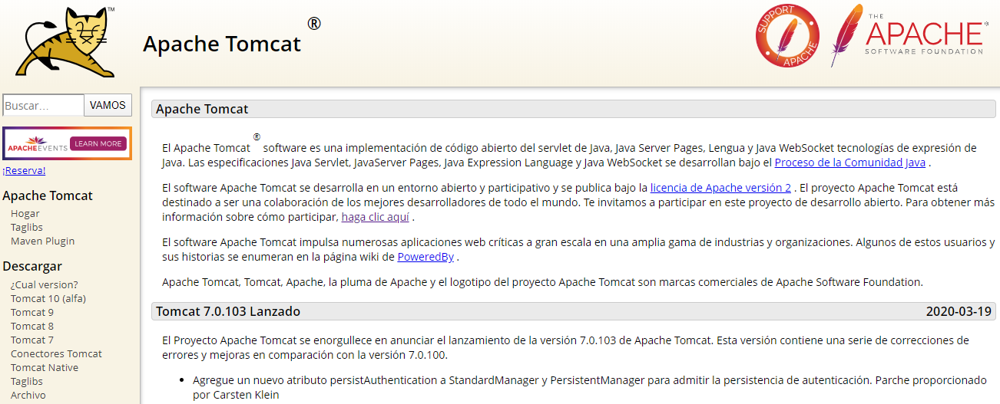 TM
Apache Tomcat ®
SUPPORT APACHE
THE
APACHE®
SOFTWARE FOUNDATION
Buscar...
VAMOS
APACHE EVENTS LEARN MORE
¡Reserva!
Apache Tomcat
Hogar
Taglibs
Maven Plugin
Descargar
¿Cual version?
Tomcat 10 (alfa)
Tomcat 9
Tomcat 8
Tomcat 7
Conectores Tomcat
Tomcat Native
Taglibs
Archivo
Apache Tomcat
El Apache Tomcat ® software es una implementación de código abierto del servlet de Java, Java Server Pages, Lengua y Java WebSocket tecnologías de expresión de
Java. Las especificaciones Java Servlet, JavaServer Pages, Java Expression Language y Java WebSocket se desarrollan bajo el Proceso de la Comunidad Java .
El software Apache Tomcat se desarrolla en un entorno abierto y participativo y se publica bajo la licencia de Apache versión 2 . El proyecto Apache Tomcat está
destinado a ser una colaboración de los mejores desarrolladores de todo el mundo. Te invitamos a participar en este proyecto de desarrollo abierto. Para obtener más
información sobre cómo participar, haga clic aquí .
El software Apache Tomcat impulsa numerosas aplicaciones web críticas a gran escala en una amplia gama de industrias y organizaciones. Algunos de estos usuarios y
sus historias se enumeran en la página wiki de PoweredBy .
Apache Tomcat, Tomcat, Apache, la pluma de Apache y el logotipo del proyecto Apache Tomcat son marcas comerciales de Apache Software Foundation.
Tomcat 7.0.103 Lanzado 2020-03-19
El Proyecto Apache Tomcat se enorgullece en anunciar el lanzamiento de la versión 7.0.103 de Apache Tomcat. Esta versión contiene una serie de correcciones de
errores y mejoras en comparación con la versión 7.0.100.
• Agregue un nuevo atributo persistAuthentication a StandardManager y PersistentManager para admitir la persistencia de autenticación. Parche proporcionado
por Carsten Klein